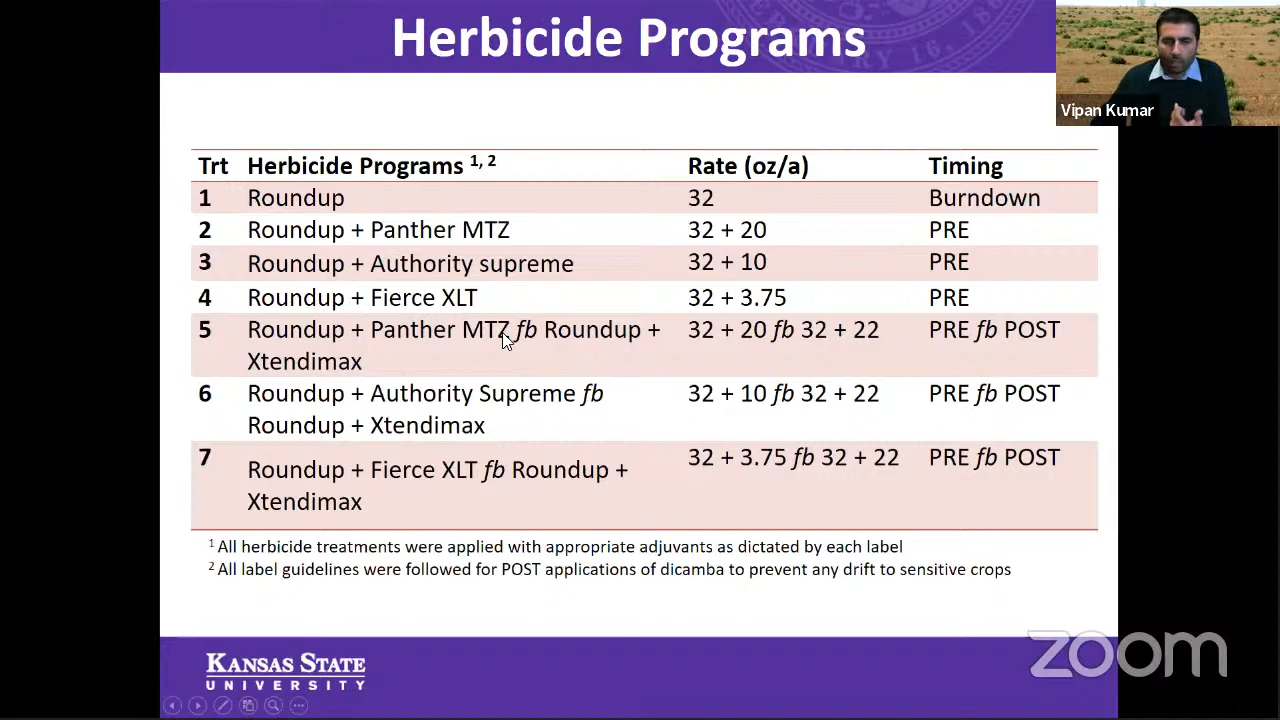 Herbicide Programs
Vipan Kumar
Trt Herbicide Programs 1, 2 Rate (oz/a) Timing
1 Roundup 32 Burndown
2 Roundup + Panther MTZ 32 + 20 PRE
3 Roundup + Authority supreme 32 + 10 PRE
4 Roundup + Fierce XLT 32 + 3.75 PRE
5 Roundup + Panther MTZ fb Roundup + 32 + 20 fb 32 + 22 PRE fb POST
Xtendimax
6 Roundup + Authority Supreme fb 32 + 10 fb 32 + 22 PRE fb POST
Roundup + Xtendimax
7 Roundup + Fierce XLT fb Roundup + 32 + 3.75 fb 32 + 22 PRE fb POST
Xtendimax
1 All herbicide treatments were applied with appropriate adjuvants as dictated by each label
2 All label guidelines were followed for POST applications of dicamba to prevent any drift to sensitive crops
KANSAS STATE
UNIVERSITY
zoom